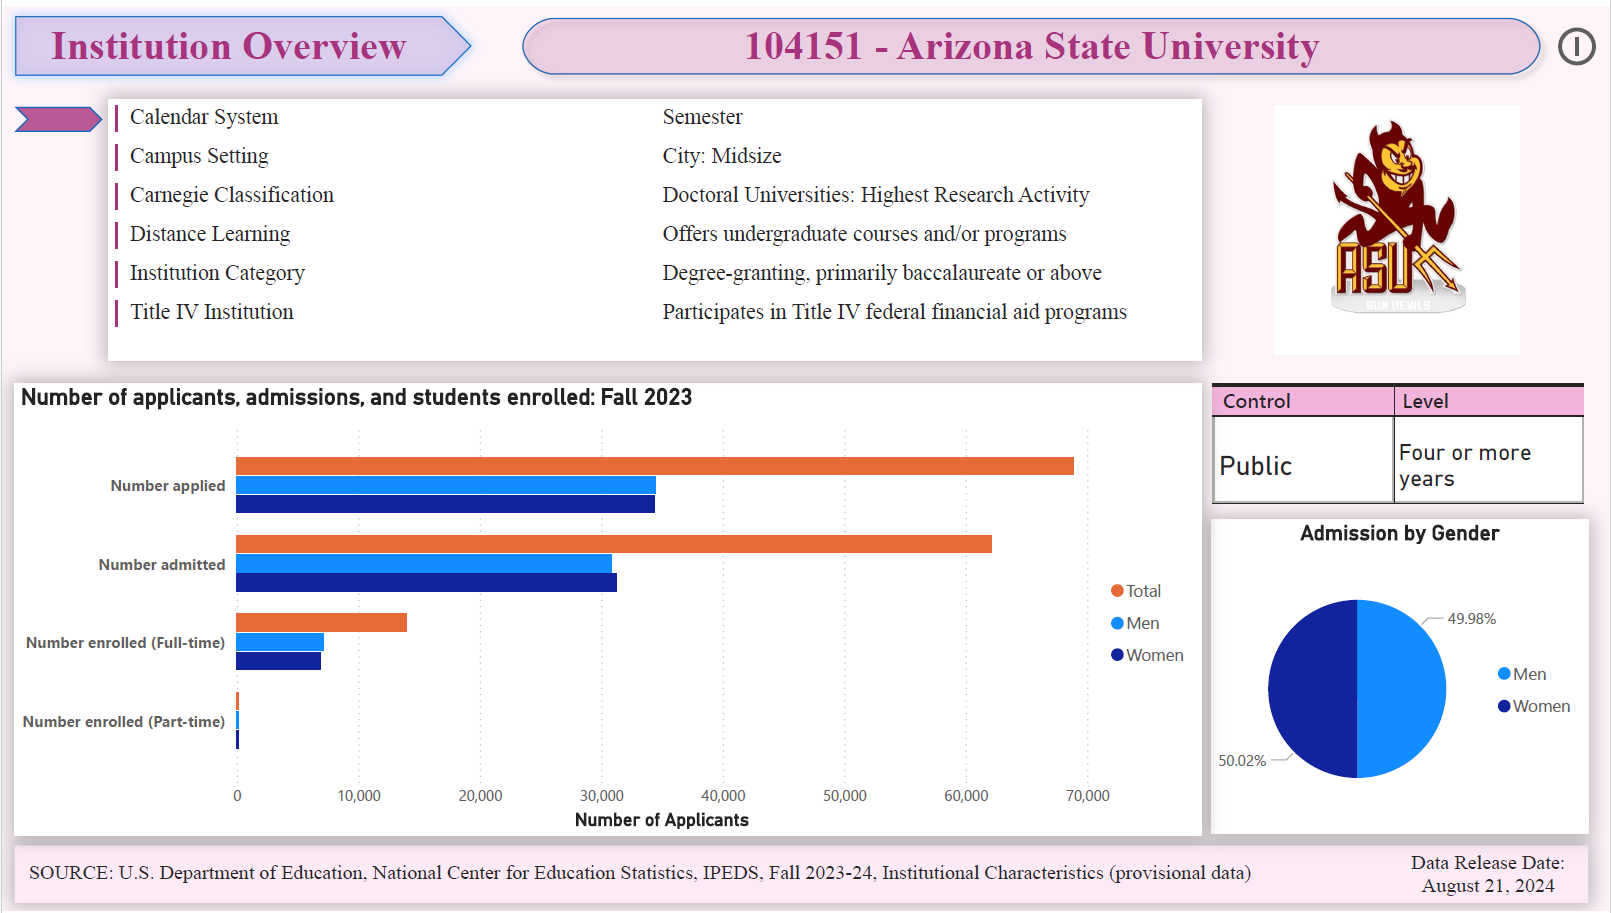 Institution Overview
104151 - Arizona State University
Calendar System Semester
Campus Setting City: Midsize
Carnegie Classification Doctoral Universities: Highest Research Activity
Distance Learning Offers undergraduate courses and/or programs
Institution Category Degree-granting, primarily baccalaureate or above
Title IV Institution Participates in Title IV federal financial aid programs
ASU
SUN DEVILS
Number of applicants, admissions, and students enrolled: Fall 2023
Number applied
Number admitted
Number enrolled (Full-time)
Number enrolled (Part-time)
0 10,000 20,000 30,000 40,000 50,000 60,000 70,000
Number of Applicants
Total
Men
Women
Control Level
Public
Four or more
years
Admission by Gender
49.98%
50.02%
Men
Women
SOURCE: U.S. Department of Education, National Center for Education Statistics, IPEDS, Fall 2023-24, Institutional Characteristics (provisional data)
Data Release Date:
August 21, 2024